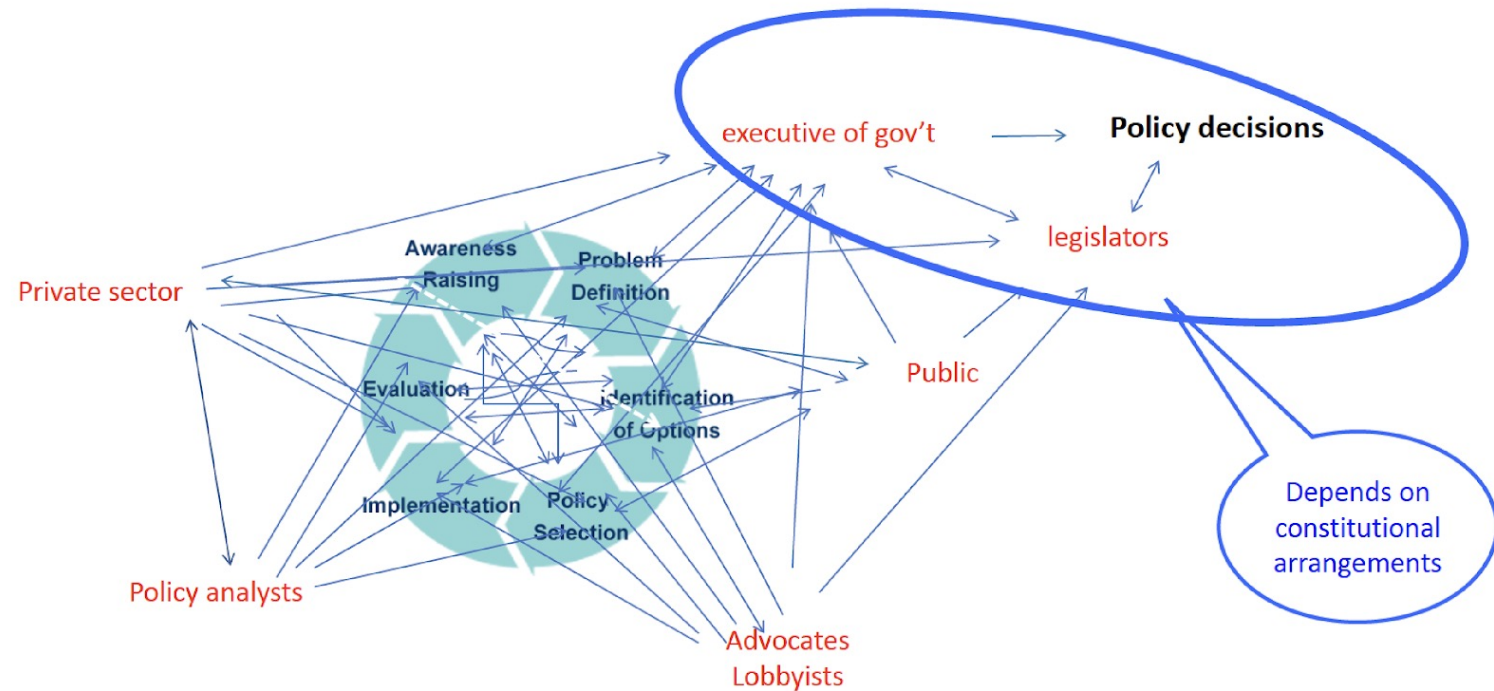 executive of gov't
Policy decisions
legislators
Awareness
Raising
Problem
Definition
Private sector
Evaluation
identification
of Options
Public
Implementation
Policy
Selection
Depends on
constitutional
arrangements
Policy analysts
Advocates
Lobbyists